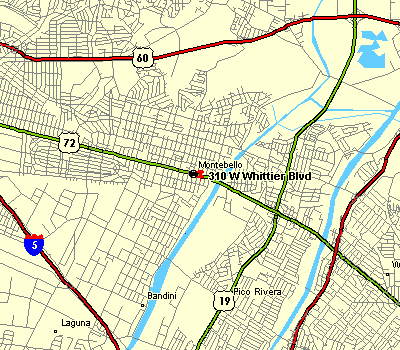 60
72
Montebello
310 W Whittier Blvd
5
Bandini
19
Pico Rivera
Laguna